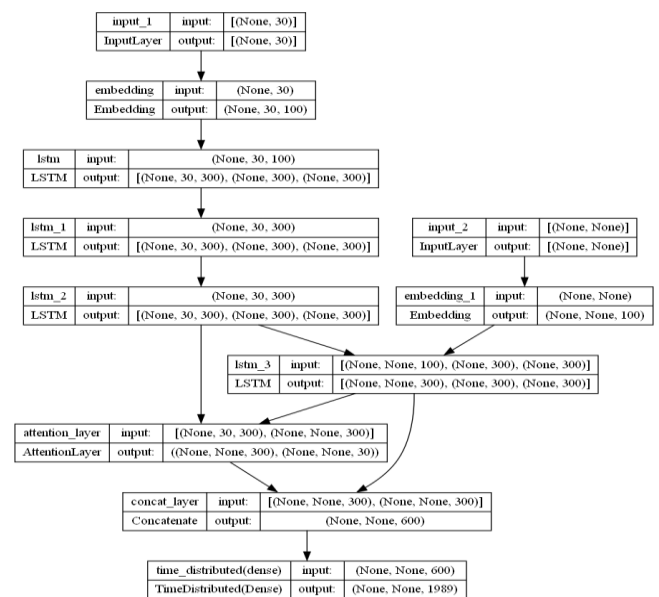 input_1 input: [(None, 30)]
InputLayer output: [(None, 30)]
embedding input: (None, 30)
Embedding output: (None, 30, 100)
lstm input: (None, 30, 100)
LSTM output: [(None, 30, 300), (None, 300), (None, 300)]
lstm_1 input: (None, 30, 300)
LSTM output: [(None, 30, 300), (None, 300), (None, 300)]
input_2 input: [(None, None)]
InputLayer output: [(None, None)]
lstm_2 input: (None, 30, 300)
LSTM output: [(None, 30, 300), (None, 300), (None, 300)]
embedding_1 input: (None, None)
Embedding output: (None, None, 100)
lstm_3 input: [(None, None, 100), (None, 300), (None, 300)]
LSTM output: [(None, None, 300), (None, 300), (None, 300)]
attention_layer input: [(None, 30, 300), (None, None, 300)]
AttentionLayer output: ((None, None, 300), (None, None, 30))
concat_layer input: [(None, None, 300), (None, None, 300)]
Concatenate output: (None, None, 600)
time_distributed(dense) input: (None, None, 600)
TimeDistributed(Dense) output: (None, None, 1989)